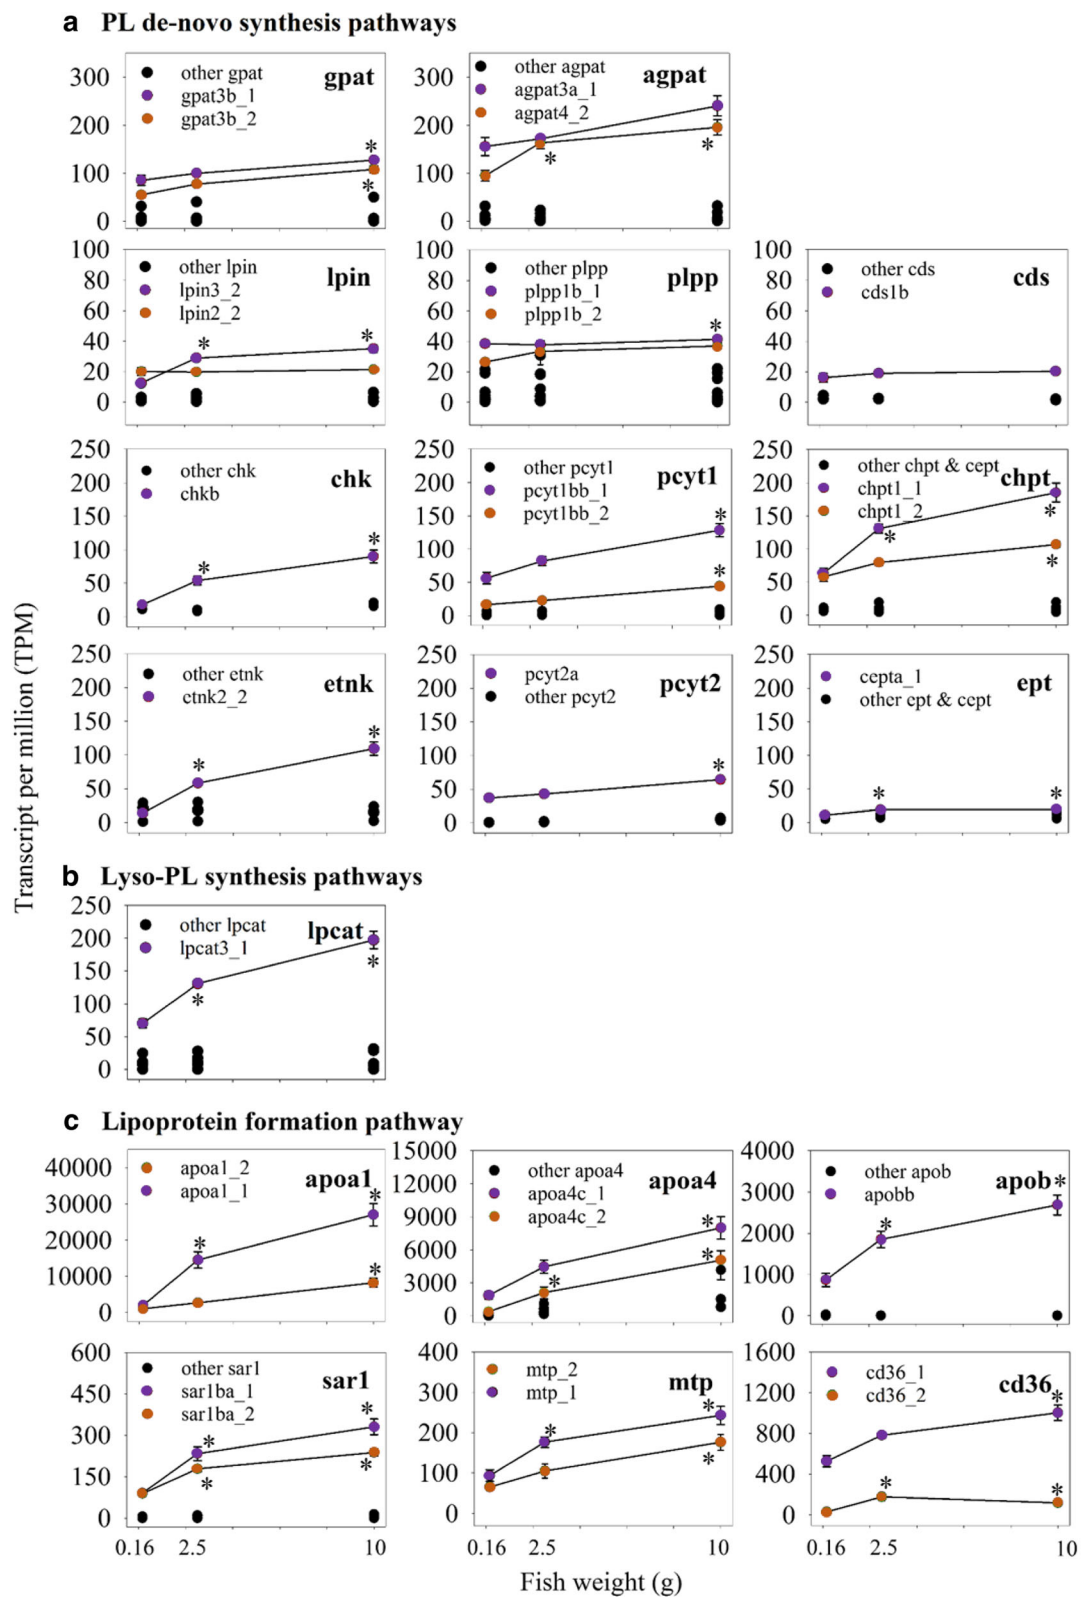 a PL de-novo synthesis pathways
300
200
100
0
other gpat
gpat3b_1
gpat3b_2
gpat
*
*
300
200
100
0
other agpat
agpat3a_1
agpat4_2
agpat
*
*
100
80
60
40
20
0
other lpin
lpin3_2
lpin2_2
lpin
*
*
100
80
60
40
20
0
other plpp
plpp1b_1
plpp1b_2
plpp
*
100
80
60
40
20
0
other cds
cds1b
cds
250
200
150
100
50
0
other chk
chkb
chk
*
*
250
200
150
100
50
0
other pcyt1
pcyt1bb_1
pcyt1bb_2
pcyt1
*
*
250
200
150
100
50
0
other chpt & cept
chpt1_1
chpt1_2
chpt
*
*
*
250
200
150
100
50
0
other etnk
etnk2_2
etnk
*
*
250
200
150
100
50
0
pcyt2a
other pcyt2
pcyt2
*
250
200
150
100
50
0
cepta_1
other ept & cept
ept
*
*
Transcript per million (TPM)
b Lyso-PL synthesis pathways
250
200
150
100
50
0
other lpcat
lpcat3_1
lpcat
*
*
c Lipoprotein formation pathway
40000
30000
20000
10000
0
apoa1_2
apoa1_1
apoa1
*
*
*
15000
12000
9000
6000
3000
0
other apoa4
apoa4c_1
apoa4c_2
apoa4
*
*
*
4000
3000
2000
1000
0
other apob
apobb
apob
*
*
600
450
300
150
0
other sar1
sar1ba_1
sar1ba_2
sar1
*
*
*
*
0.16 2.5 10
400
300
200
100
0
mtp_2
mtp_1
mtp
*
*
*
0.16 2.5 10
1600
1200
800
400
0
cd36_1
cd36_2
cd36
*
*
*
0.16 2.5 10
Fish weight (g)